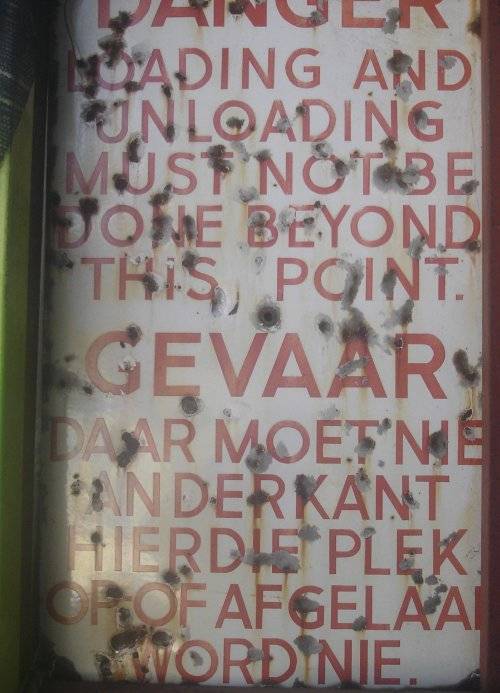 DANGER
LOADING AND
UNLOADING
MUST NOT BE
DONE BEYOND
THIS POINT.
GEVAAR
DAAR MOET NIE
ANDERKANT
HIERDIE PLEK
OP-OF AFGELAAI
WORD NIE.